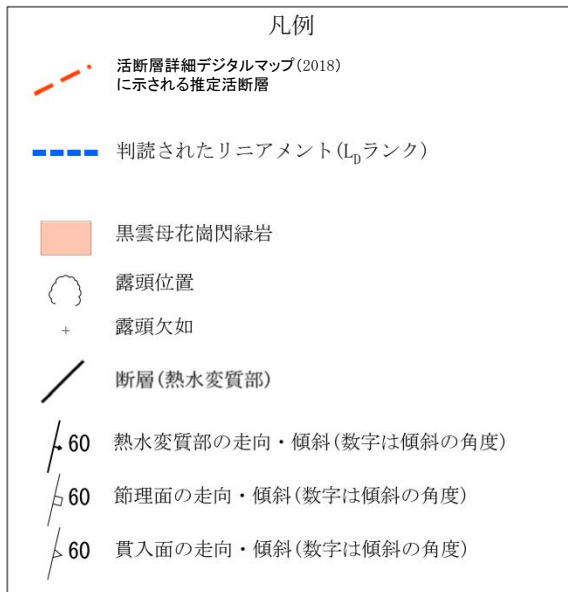 凡例
活断層詳細デジタルマップ(2018)
に示される推定活断層
判読されたリニアメント(LDランク)
黒雲母花崗閃緑岩
露頭位置
露頭欠如
断層(熱水変質部)
60 熱水変質部の走向・傾斜(数字は傾斜の角度)
60 節理面の走向・傾斜(数字は傾斜の角度)
60 貫入面の走向・傾斜(数字は傾斜の角度)